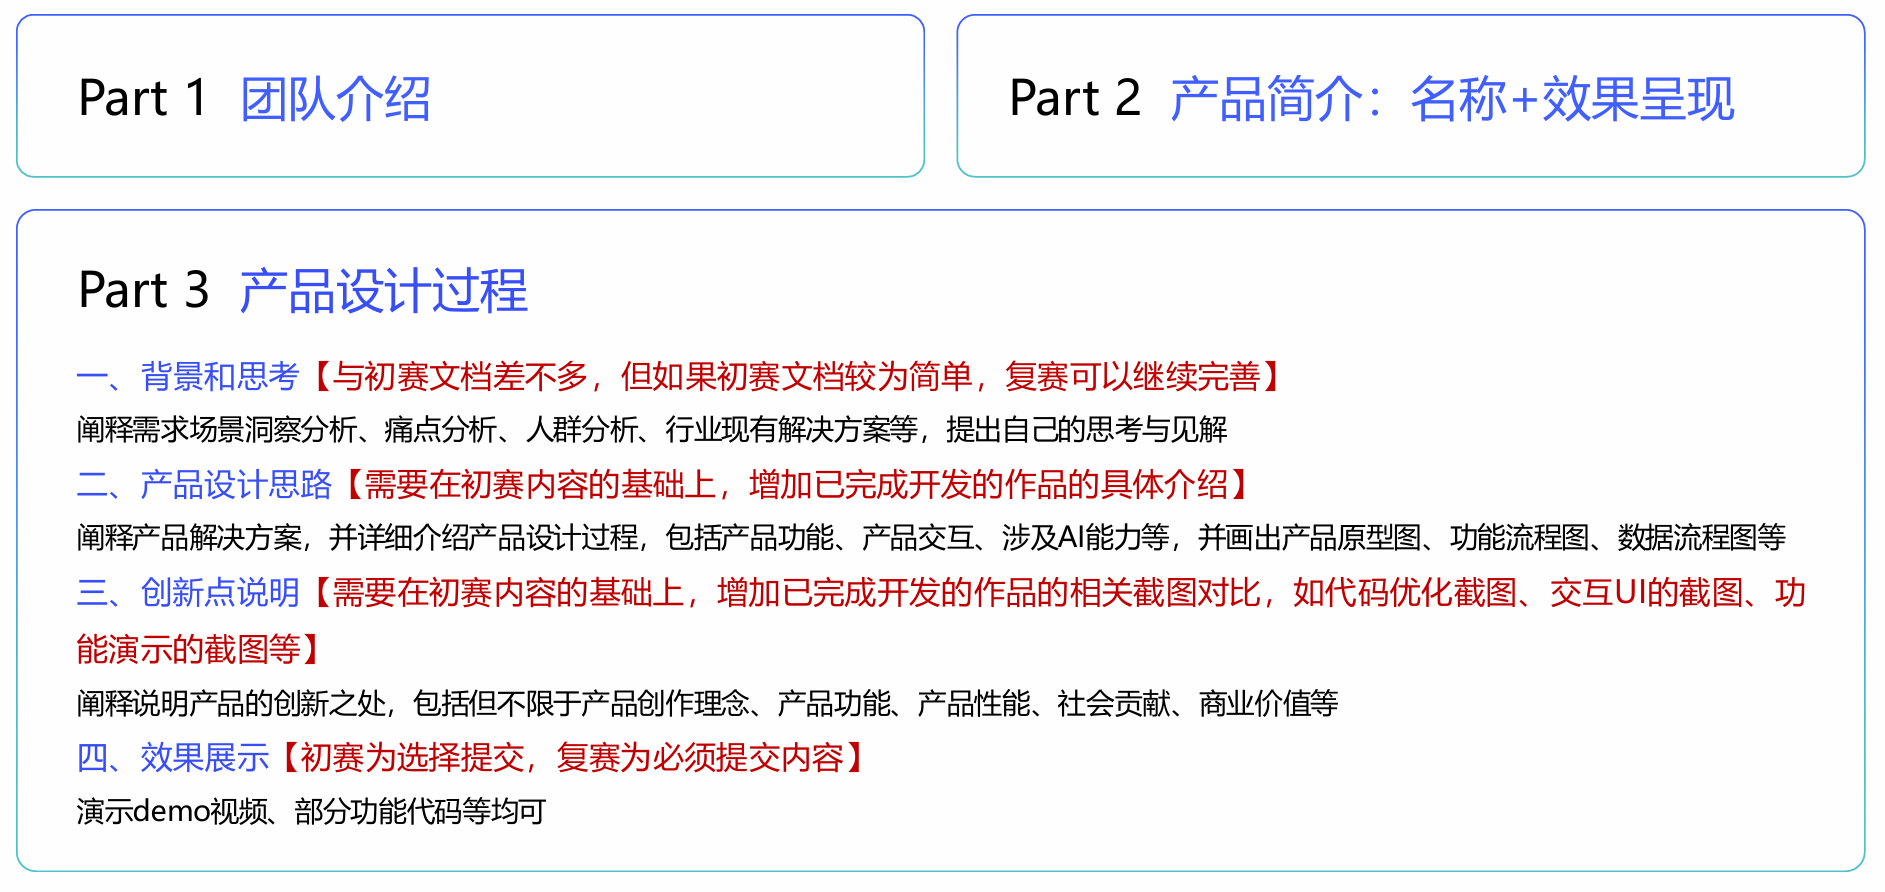 Part 1 团队介绍
Part 2 产品简介：名称+效果呈现
Part 3 产品设计过程
一、背景和思考【与初赛文档差不多，但如果初赛文档较为简单，复赛可以继续完善】
阐释需求场景洞察分析、痛点分析、人群分析、行业现有解决方案等，提出自己的思考与见解
二、产品设计思路【需要在初赛内容的基础上，增加已完成开发的作品的具体介绍】
阐释产品解决方案，并详细介绍产品设计过程，包括产品功能、产品交互、涉及AI能力等，并画出产品原型图、功能流程图、数据流程图等
三、创新点说明【需要在初赛内容的基础上，增加已完成开发的作品的相关截图对比，如代码优化截图、交互UI的截图、功
能演示的截图等】
阐释说明产品的创新之处，包括但不限于产品创作理念、产品功能、产品性能、社会贡献、商业价值等
四、效果展示【初赛为选择提交，复赛为必须提交内容】
演示demo视频、部分功能代码等均可